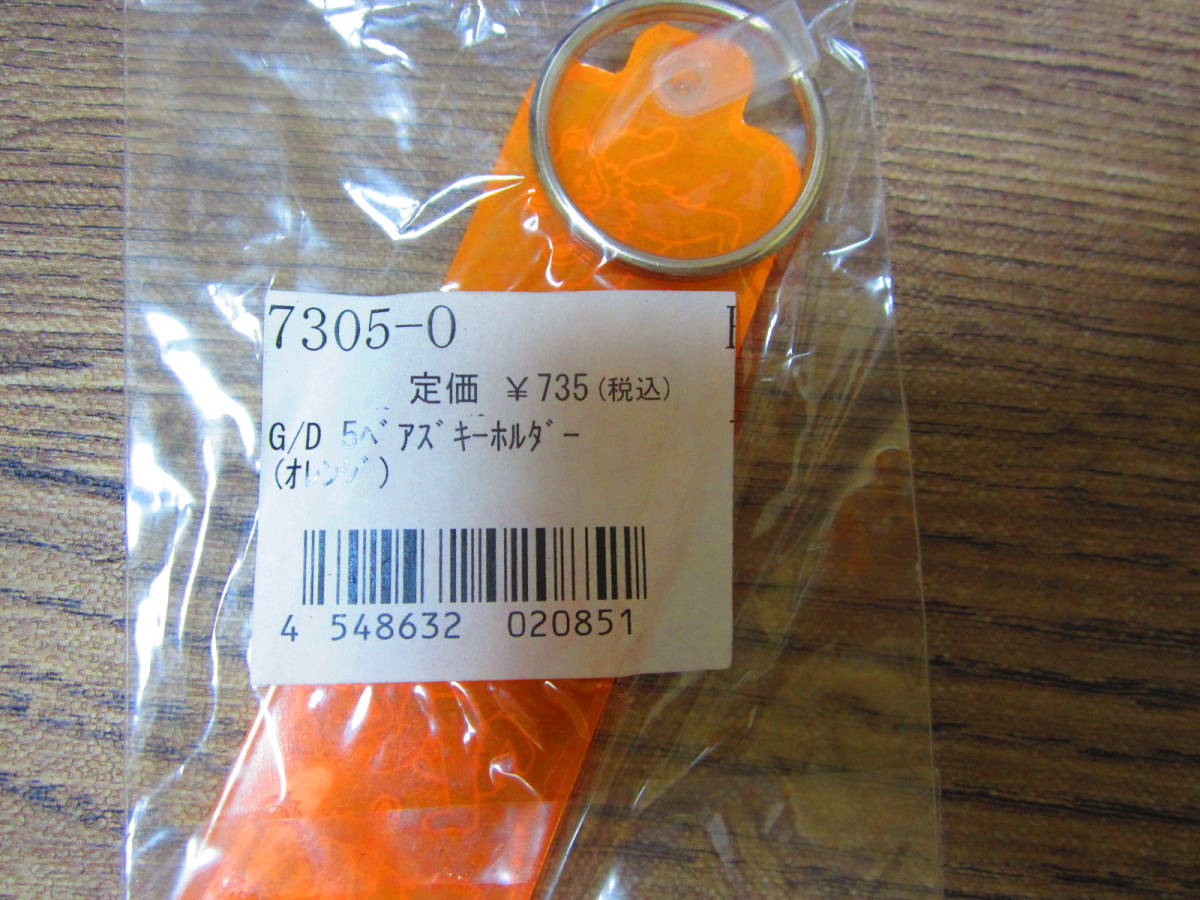 7305-O
定価 ￥735(税込)
G/D 5ﾍﾞｱｽﾞｷｰﾎﾙﾀﾞｰ
(ｵﾚﾝｼﾞ)
4 548632 020851